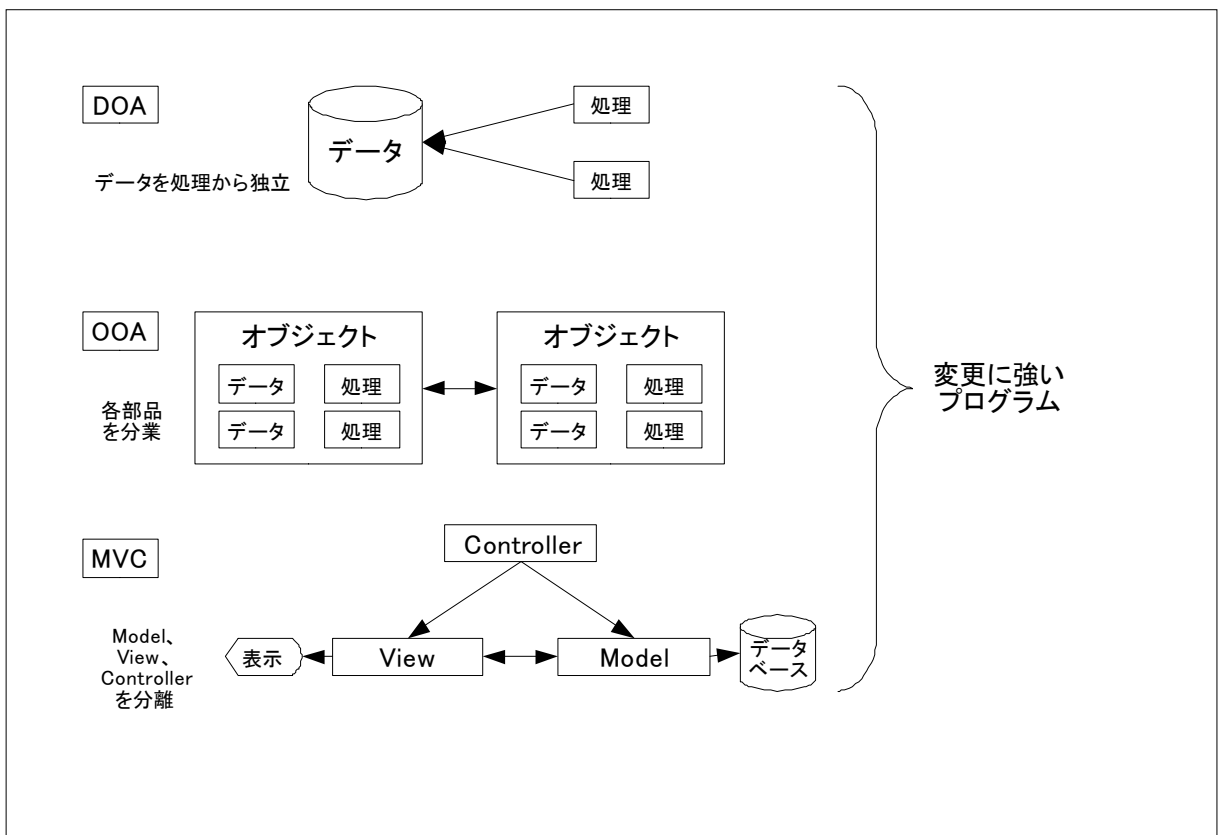 DOA
データ
処理
処理
データを処理から独立
OOA
オブジェクト
オブジェクト
データ
処理
データ
処理
データ
処理
データ
処理
各部品
を分業
変更に強い
プログラム
MVC
Controller
Model、
View、
Controller
を分離
表示
View
Model
データ
ベース